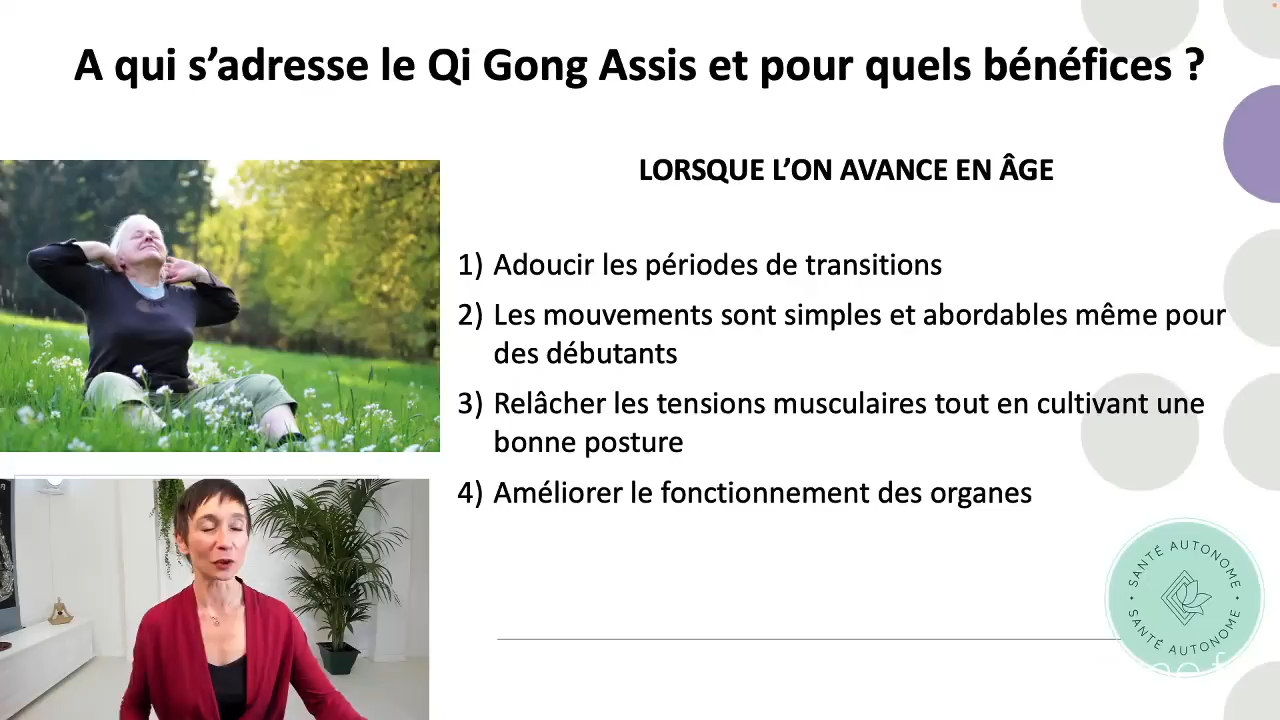 A qui s’adresse le Qi Gong Assis et pour quels bénéfices ?
LORSQUE L’ON AVANCE EN ÂGE
1) Adoucir les périodes de transitions
2) Les mouvements sont simples et abordables même pour
des débutants
3) Relâcher les tensions musculaires tout en cultivant une
bonne posture
4) Améliorer le fonctionnement des organes
• SANTÉ AUTONOME •
SANTÉ AUTONOME